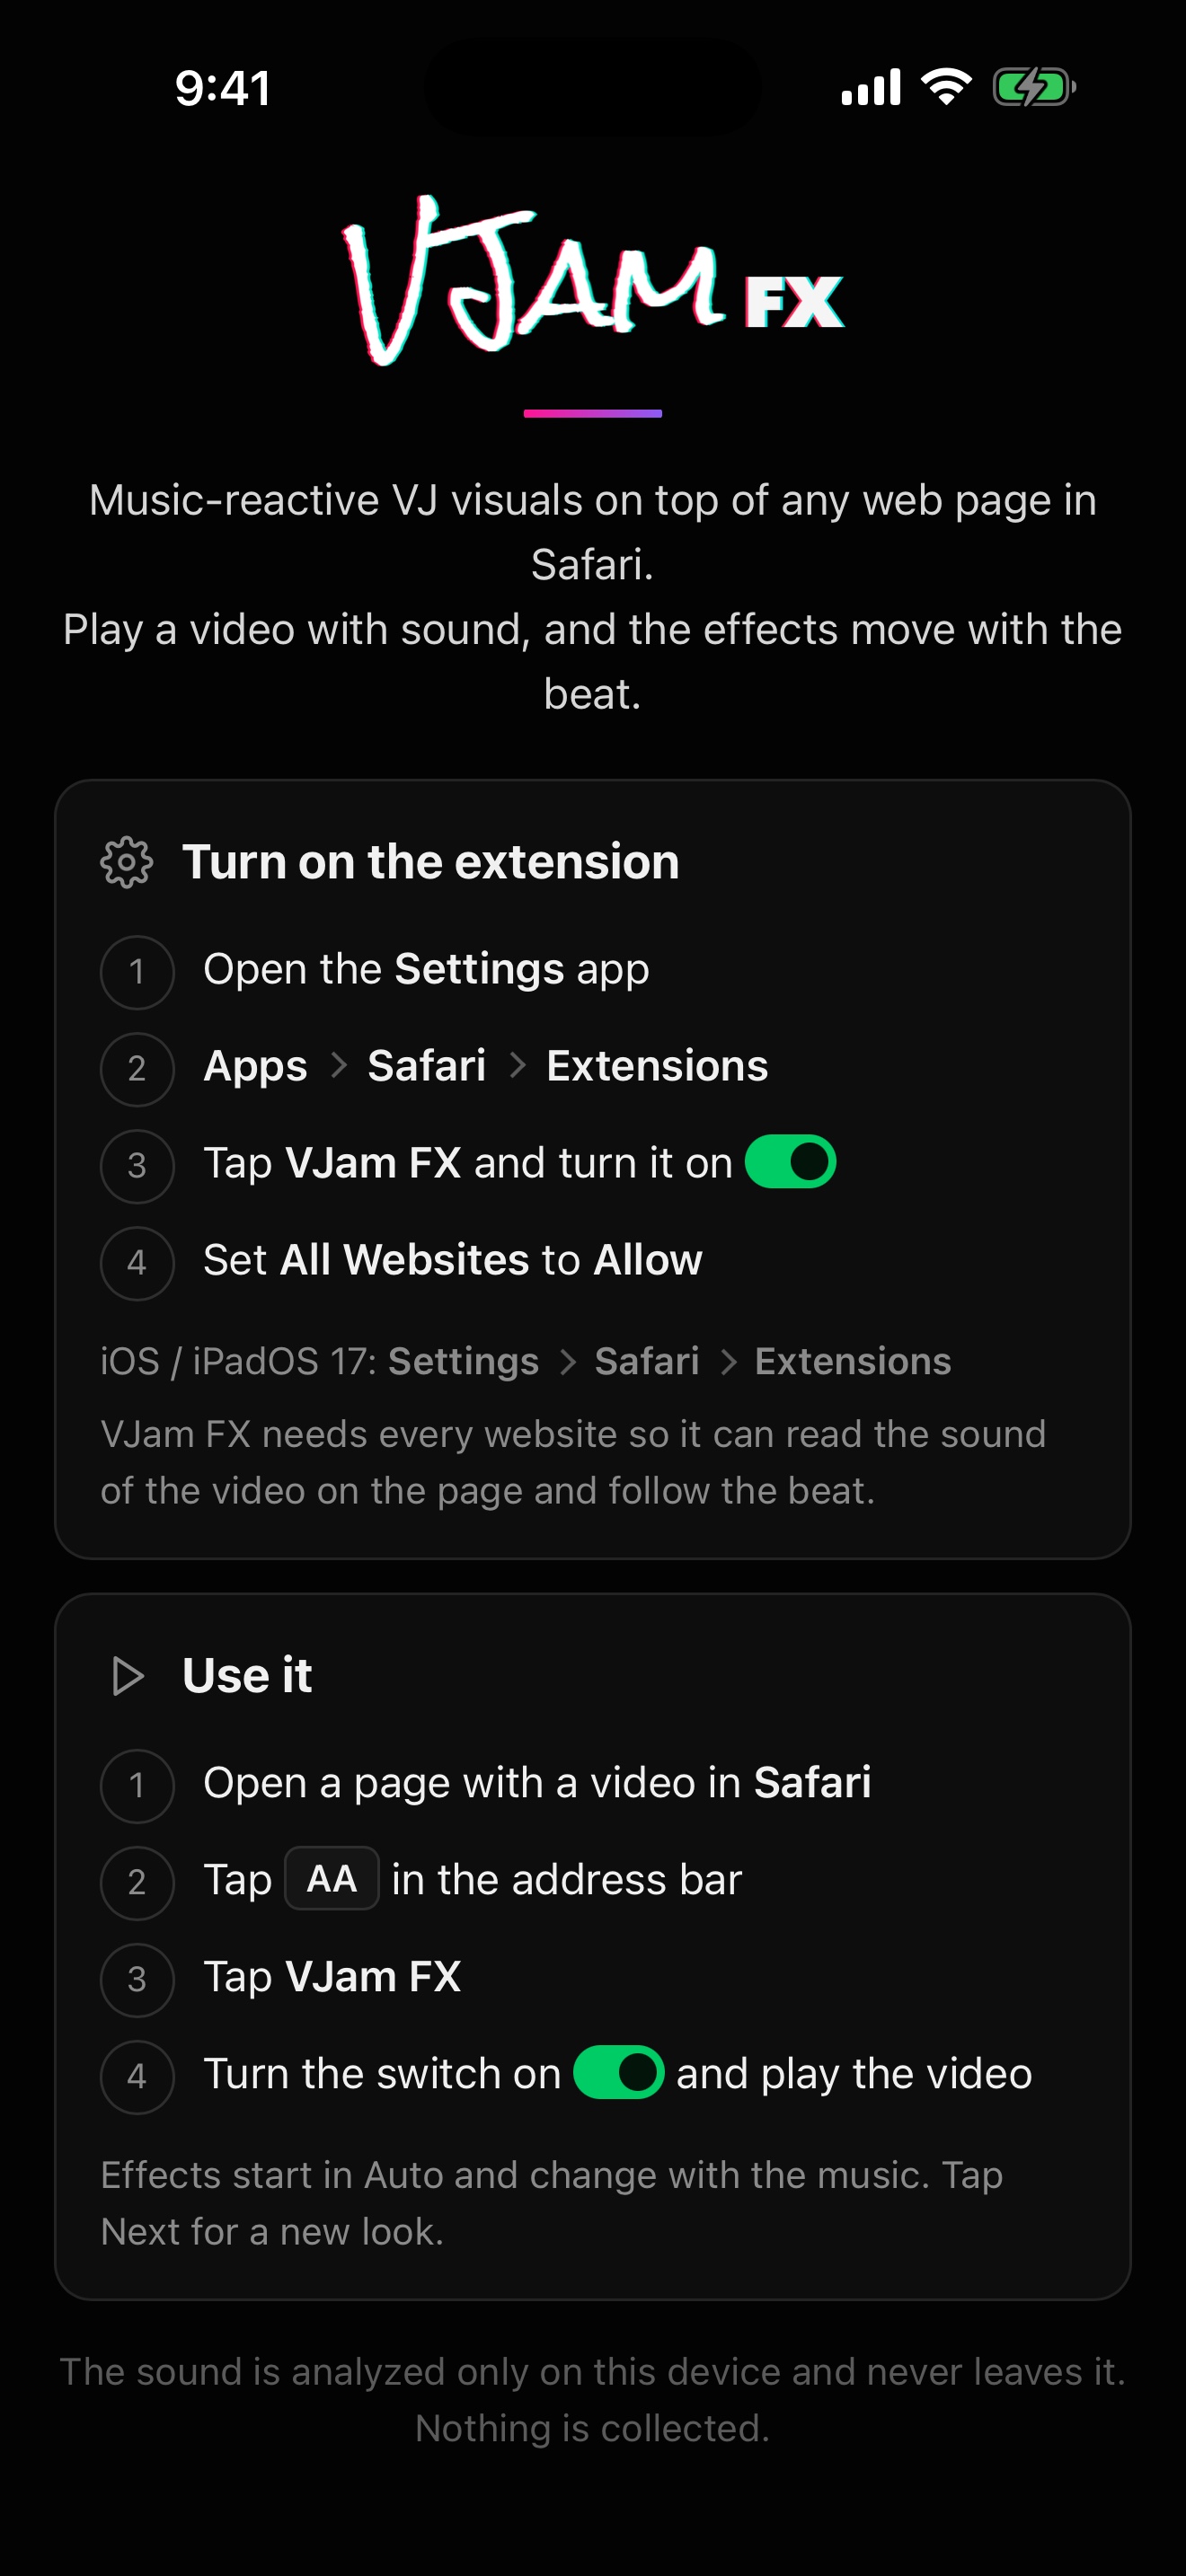 9:41
VJAM FX
Music-reactive VJ visuals on top of any web page in
Safari.
Play a video with sound, and the effects move with the
beat.
Turn on the extension
1 Open the Settings app
2 Apps > Safari > Extensions
3 Tap VJam FX and turn it on
4 Set All Websites to Allow
iOS / iPadOS 17: Settings > Safari > Extensions
VJam FX needs every website so it can read the sound
of the video on the page and follow the beat.
Use it
1 Open a page with a video in Safari
2 Tap AA in the address bar
3 Tap VJam FX
4 Turn the switch on and play the video
Effects start in Auto and change with the music. Tap
Next for a new look.
The sound is analyzed only on this device and never leaves it.
Nothing is collected.